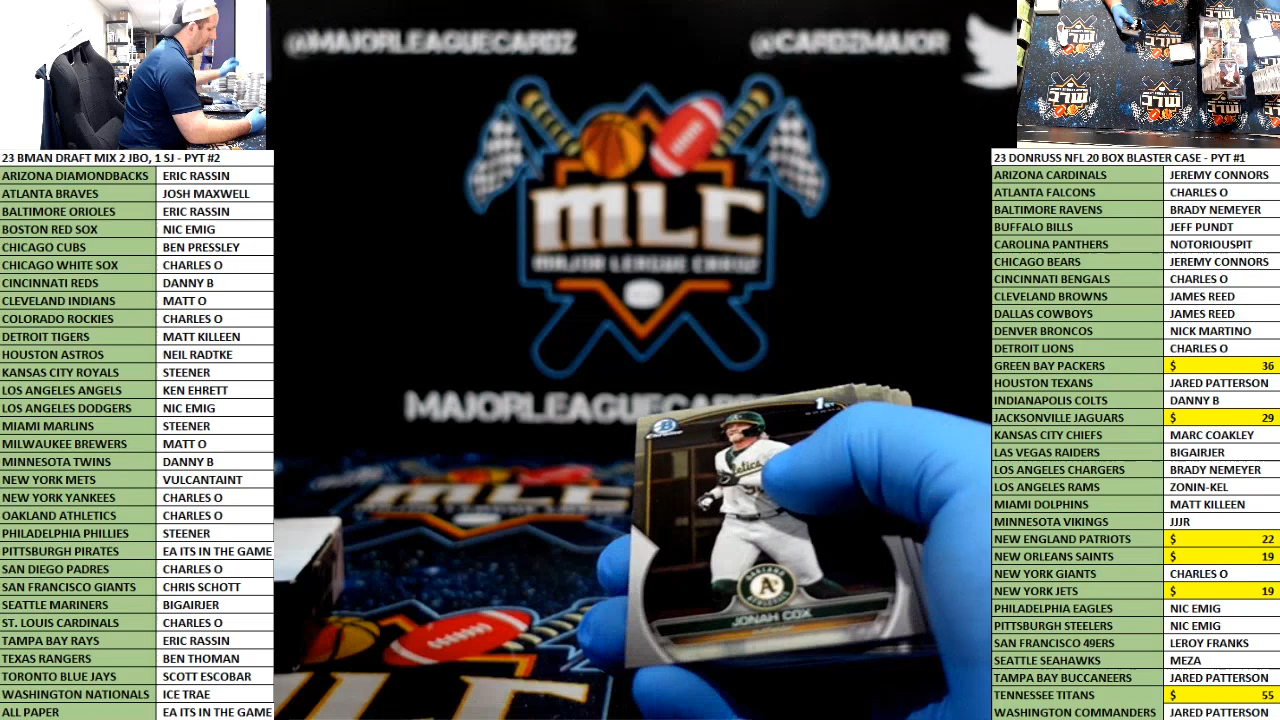 @MAJORLEAGUECARDZ
@CARDZMAJOR
MLC
MAJOR LEAGUE CARDZ
23 BMAN DRAFT MIX 2 JBO, 1 SJ - PYT #2
ARIZONA DIAMONDBACKS ERIC RASSIN
ATLANTA BRAVES JOSH MAXWELL
BALTIMORE ORIOLES ERIC RASSIN
BOSTON RED SOX NIC EMIG
CHICAGO CUBS BEN PRESSLEY
CHICAGO WHITE SOX CHARLES O
CINCINNATI REDS DANNY B
CLEVELAND INDIANS MATT O
COLORADO ROCKIES CHARLES O
DETROIT TIGERS MATT KILLEEN
HOUSTON ASTROS NEIL RADTKE
KANSAS CITY ROYALS STEENER
LOS ANGELES ANGELS KEN EHRETT
LOS ANGELES DODGERS NIC EMIG
MIAMI MARLINS STEENER
MILWAUKEE BREWERS MATT O
MINNESOTA TWINS DANNY B
NEW YORK METS VULCANTAINT
NEW YORK YANKEES CHARLES O
OAKLAND ATHLETICS CHARLES O
PHILADELPHIA PHILLIES STEENER
PITTSBURGH PIRATES EA ITS IN THE GAME
SAN DIEGO PADRES CHARLES O
SAN FRANCISCO GIANTS CHRIS SCHOTT
SEATTLE MARINERS BIGAIRJER
ST. LOUIS CARDINALS CHARLES O
TAMPA BAY RAYS ERIC RASSIN
TEXAS RANGERS BEN THOMAN
TORONTO BLUE JAYS SCOTT ESCOBAR
WASHINGTON NATIONALS ICE TRAE
ALL PAPER EA ITS IN THE GAME
MAJORLEAGUECA
1st
JONAH COX
MLC
23 DONRUSS NFL 20 BOX BLASTER CASE - PYT #1
ARIZONA CARDINALS JEREMY CONNORS
ATLANTA FALCONS CHARLES O
BALTIMORE RAVENS BRADY NEMEYER
BUFFALO BILLS JEFF PUNDT
CAROLINA PANTHERS NOTORIOUSPIT
CHICAGO BEARS JEREMY CONNORS
CINCINNATI BENGALS CHARLES O
CLEVELAND BROWNS JAMES REED
DALLAS COWBOYS JAMES REED
DENVER BRONCOS NICK MARTINO
DETROIT LIONS CHARLES O
GREEN BAY PACKERS $ 36
HOUSTON TEXANS JARED PATTERSON
INDIANAPOLIS COLTS DANNY B
JACKSONVILLE JAGUARS $ 29
KANSAS CITY CHIEFS MARC COAKLEY
LAS VEGAS RAIDERS BIGAIRJER
LOS ANGELES CHARGERS BRADY NEMEYER
LOS ANGELES RAMS ZONIN-KEL
MIAMI DOLPHINS MATT KILLEEN
MINNESOTA VIKINGS JJJR
NEW ENGLAND PATRIOTS $ 22
NEW ORLEANS SAINTS $ 19
NEW YORK GIANTS CHARLES O
NEW YORK JETS $ 19
PHILADELPHIA EAGLES NIC EMIG
PITTSBURGH STEELERS NIC EMIG
SAN FRANCISCO 49ERS LEROY FRANKS
SEATTLE SEAHAWKS MEZA
TAMPA BAY BUCCANEERS JARED PATTERSON
TENNESSEE TITANS $ 55
WASHINGTON COMMANDERS JARED PATTERSON